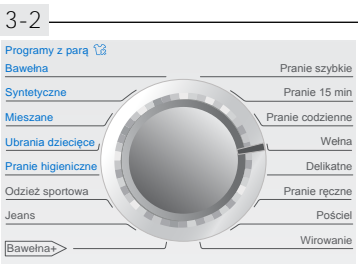 3-2
Programy z parą
Bawełna
Syntetyczne
Mieszane
Ubrania dziecięce
Pranie higieniczne
Odzież sportowa
Jeans
Bawełna+
Pranie szybkie
Pranie 15 min
Pranie codzienne
Wełna
Delikatne
Pranie ręczne
Pościel
Wirowanie